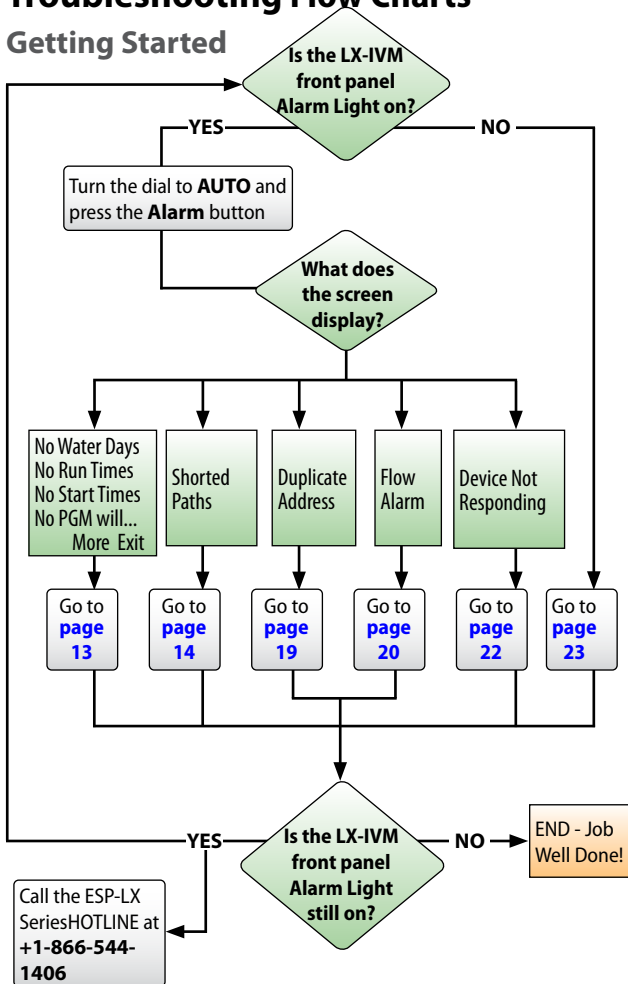 Troubleshooting Flow Charts
Getting Started
Is the LX-IVM
front panel
Alarm Light on?
YES
NO
Turn the dial to AUTO and
press the Alarm button
What does
the screen
display?
No Water Days
No Run Times
No Start Times
No PGM will...
More Exit
Shorted
Paths
Duplicate
Address
Flow
Alarm
Device Not
Responding
Go to
page
13
Go to
page
14
Go to
page
19
Go to
page
20
Go to
page
22
Go to
page
23
Is the LX-IVM
front panel
Alarm Light
still on?
YES
NO
END - Job
Well Done!
Call the ESP-LX
SeriesHOTLINE at
+1-866-544-
1406